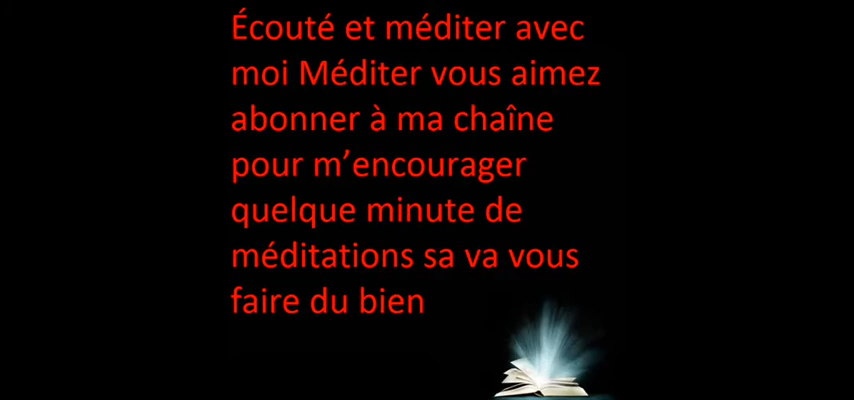 Écouté et méditer avec
moi Méditer vous aimez
abonner à ma chaîne
pour m’encourager
quelque minute de
méditations sa va vous
faire du bien